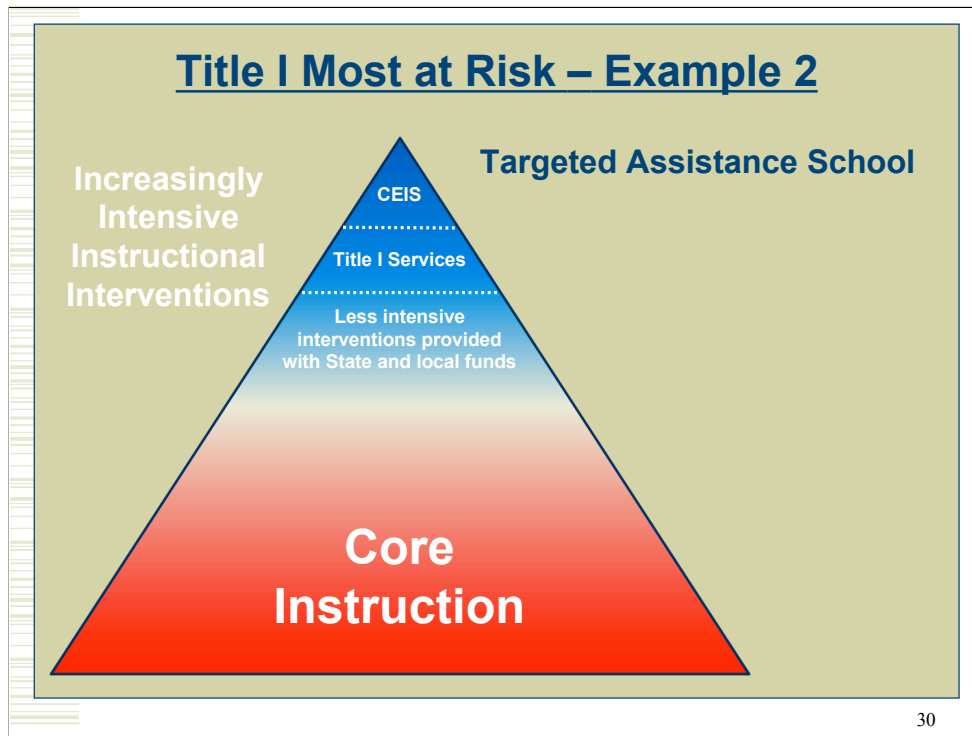 Title I Most at Risk – Example 2
Targeted Assistance School
Increasingly
Intensive
Instructional
Interventions
CEIS
Title I Services
Less intensive
interventions provided
with State and local funds
Core
Instruction
30